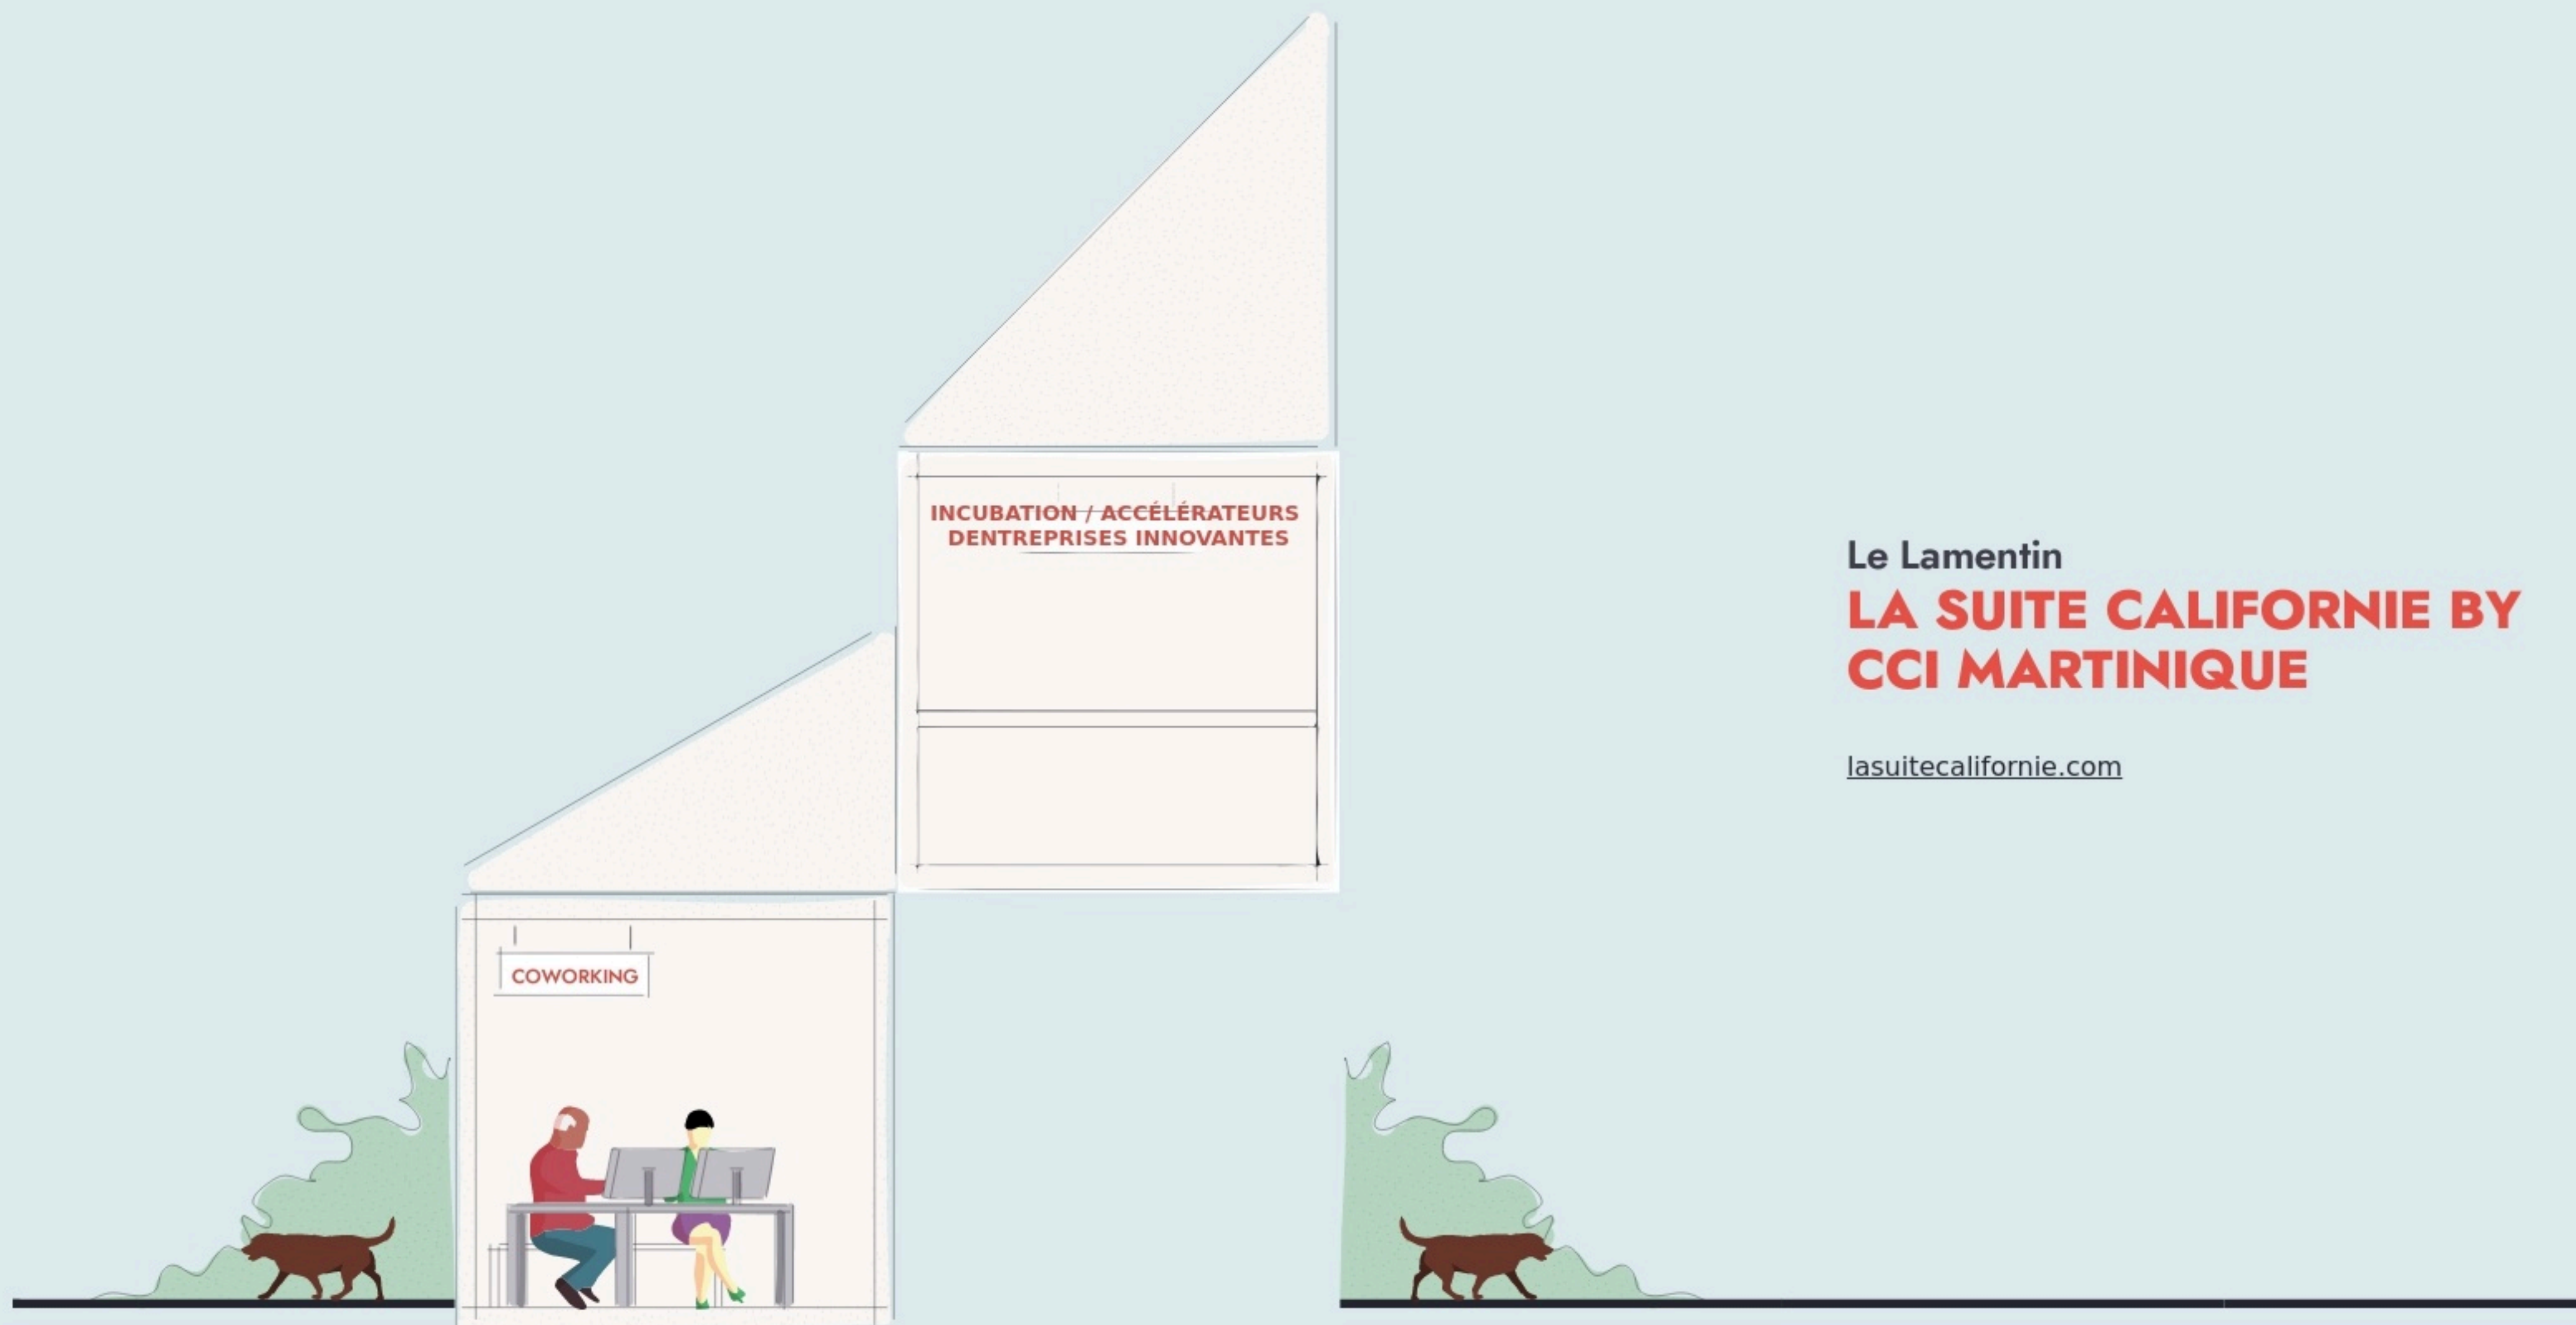 INCUBATION / ACCÉLÉRATEURS
DENTREPRISES INNOVANTES
COWORKING
Le Lamentin
LA SUITE CALIFORNIE BY
CCI MARTINIQUE
lasuitecalifornie.com